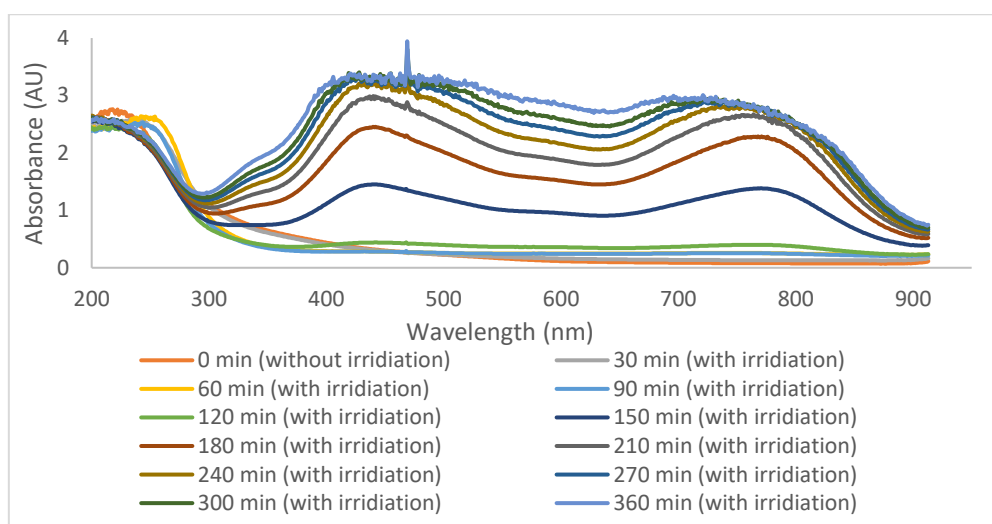 4
3
2
1
0
Absorbance (AU)
200 300 400 500 600 700 800 900
Wavelength (nm)
0 min (without irridiation) 30 min (with irridiation)
60 min (with irridiation) 90 min (with irridiation)
120 min (with irridiation) 150 min (with irridiation)
180 min (with irridiation) 210 min (with irridiation)
240 min (with irridiation) 270 min (with irridiation)
300 min (with irridiation) 360 min (with irridiation)